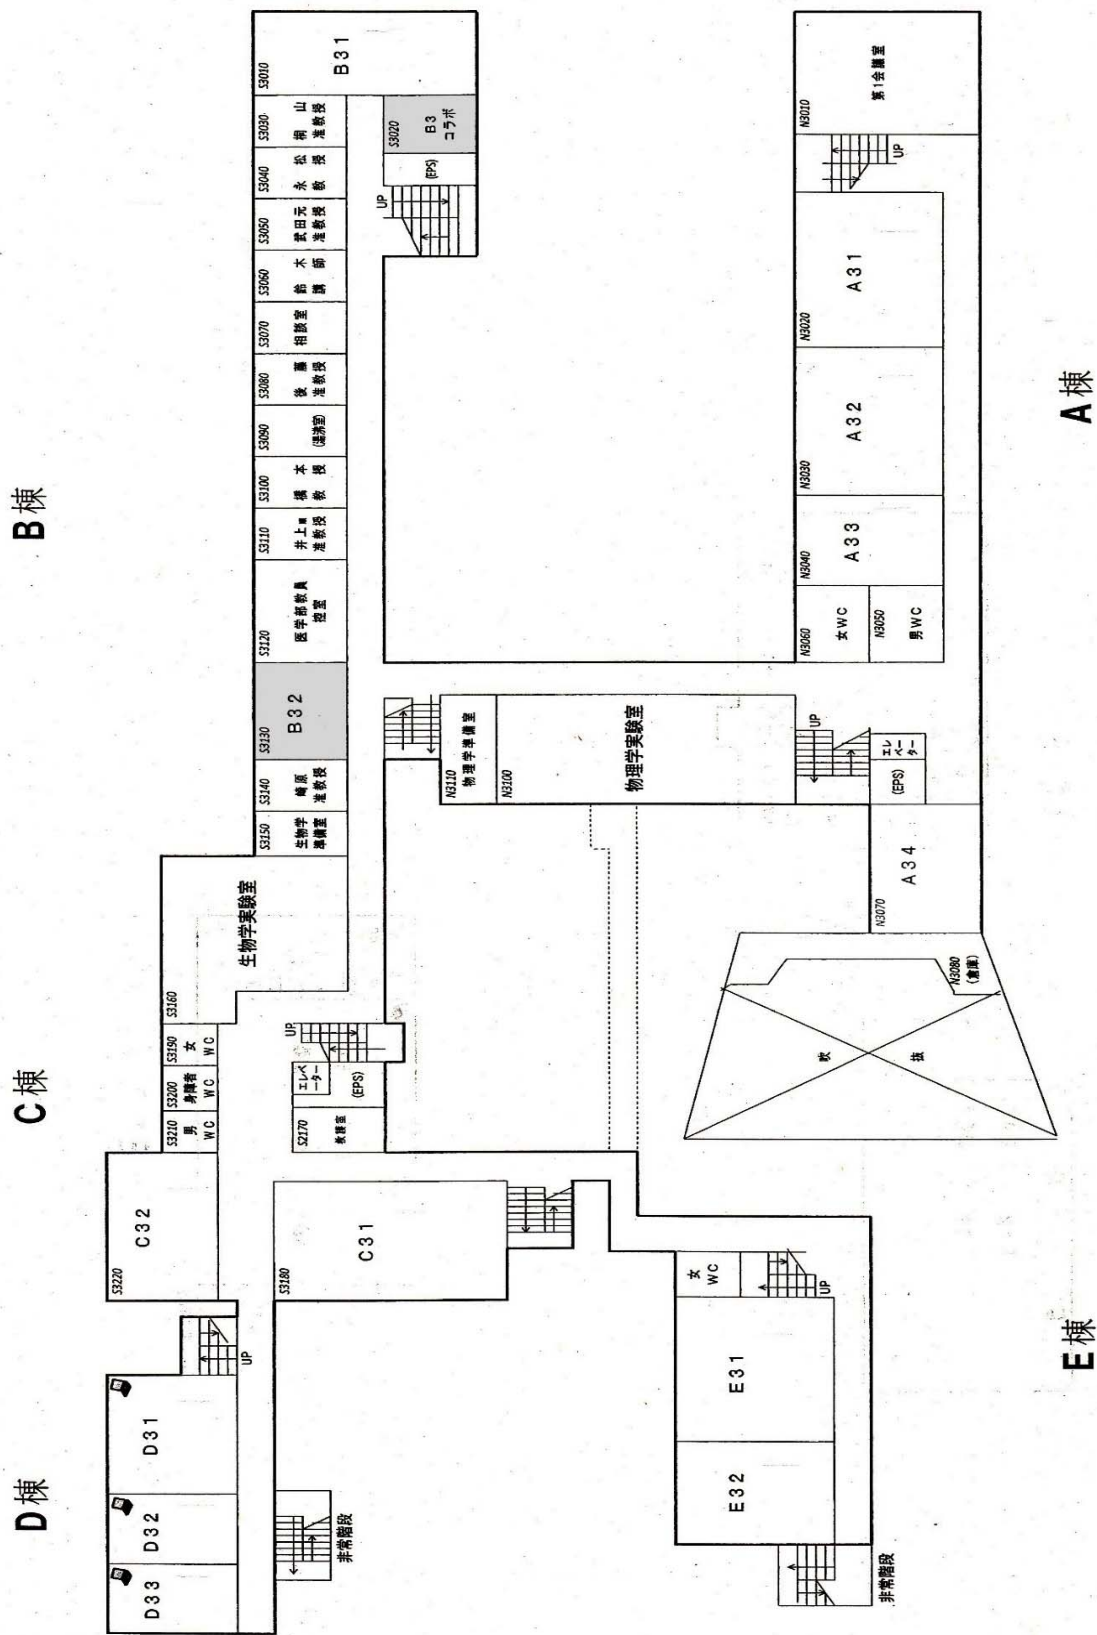 D棟
C棟
B棟
D33
D32
D31
UP
非常階段
S3220
C32
S3180
C31
S3210
男
WC
S3200
身障者
WC
S3190
女
WC
S2170
教護室
エレベ
ーター
(EPS)
UP
S3160
生物学実験室
S3150
生物学
準備室
S3140
崎原
准教授
S3130
B32
S3120
医学部教員
控室
S3110
井上
准教授
S3100
橋本
教授
S3090
(湯沸室)
S3080
後藤
准教授
S3070
相談室
S3060
鈴木
講師
S3050
武田元
准教授
S3040
永松
教授
S3030
桐山
准教授
S3010
B31
S3020
B3
コラボ
(EPS)
UP
N3110
物理学準備室
N3100
物理学実験室
UP
エレベ
ーター
(EPS)
女
WC
UP
E31
E32
非常階段
吹
抜
N3080
(倉庫)
N3070
A34
N3060
女WC
N3050
男WC
N3040
A33
N3030
A32
N3020
A31
UP
N3010
第1会議室
E棟
A棟